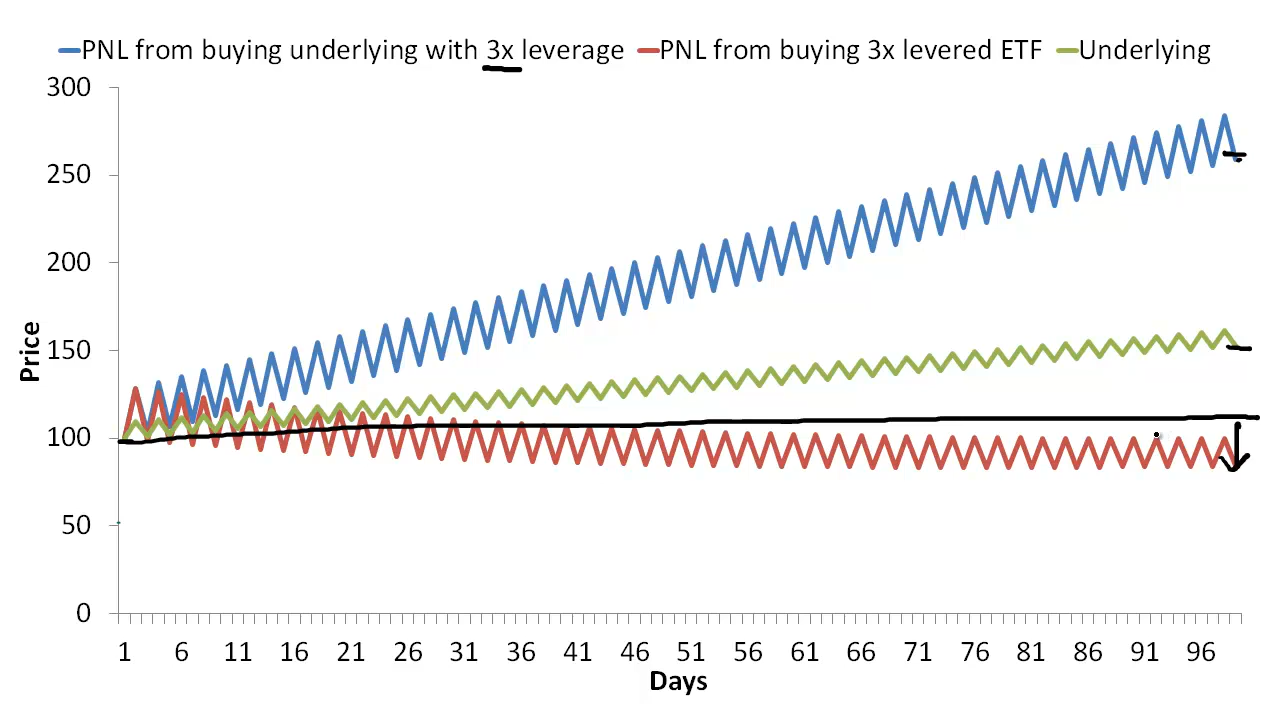 PNL from buying underlying with 3x leverage PNL from buying 3x levered ETF Underlying
300
250
200
150
100
50
0
Price
1 6 11 16 21 26 31 36 41 46 51 56 61 66 71 76 81 86 91 96
Days